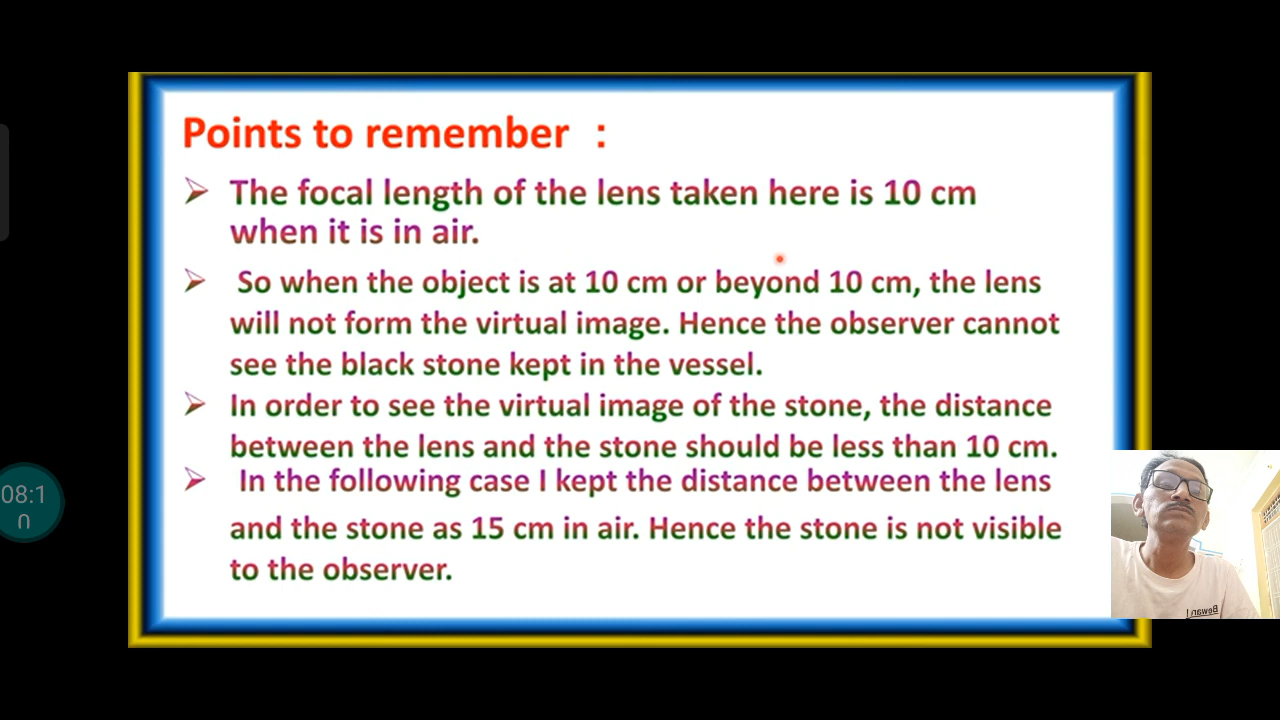 Points to remember :
➢ The focal length of the lens taken here is 10 cm
when it is in air.
➢ So when the object is at 10 cm or beyond 10 cm, the lens
will not form the virtual image. Hence the observer cannot
see the black stone kept in the vessel.
➢ In order to see the virtual image of the stone, the distance
between the lens and the stone should be less than 10 cm.
➢ In the following case I kept the distance between the lens
and the stone as 15 cm in air. Hence the stone is not visible
to the observer.
08:1
0